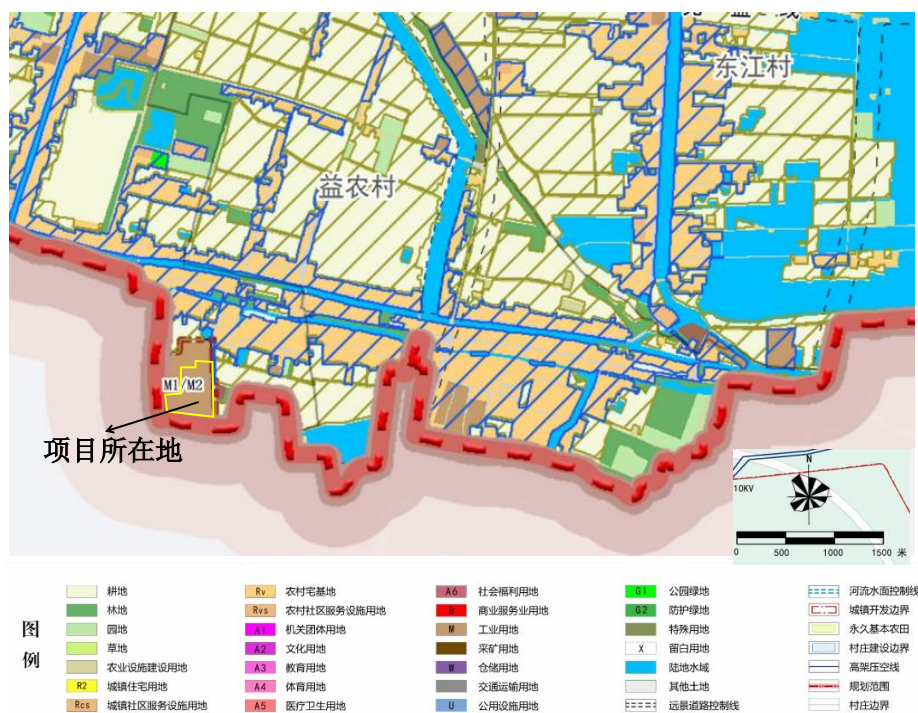 东江村
益农村
M1/M2
项目所在地
N
10KV
0 500 1000 1500 米
图例
耕地
林地
园地
草地
农业设施建设用地
R2 城镇住宅用地
Rcs 城镇社区服务设施用地
Rv 农村宅基地
Rvs 农村社区服务设施用地
A1 机关团体用地
A2 文化用地
A3 教育用地
A4 体育用地
A5 医疗卫生用地
A6 社会福利用地
B 商业服务业用地
M 工业用地
采矿用地
W 仓储用地
交通运输用地
U 公用设施用地
G1 公园绿地
G2 防护绿地
特殊用地
X 留白用地
陆地水域
其他土地
远景道路控制线
河流水面控制线
城镇开发边界
永久基本农田
村庄建设边界
高架压空线
规划范围
村庄边界